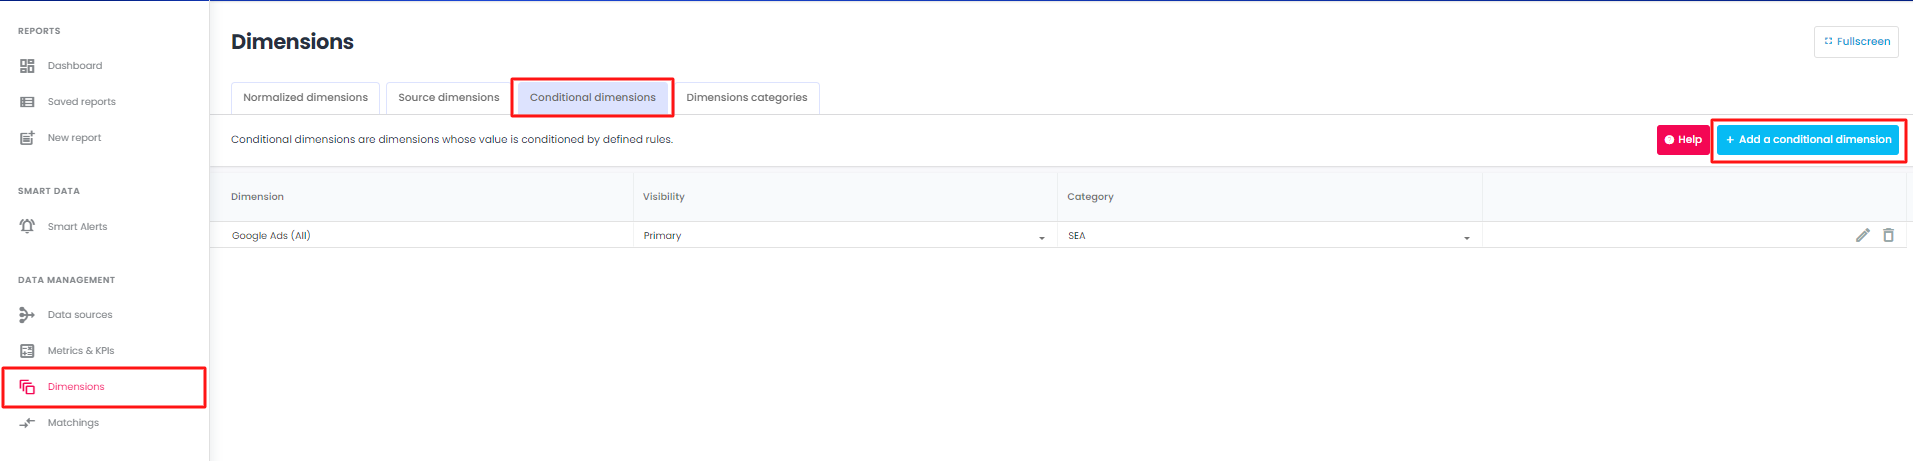 REPORTS
Dashboard
Saved reports
New report
SMART DATA
Smart Alerts
DATA MANAGEMENT
Data sources
Metrics & KPIs
Dimensions
Matchings
Dimensions
Fullscreen
Normalized dimensions
Source dimensions
Conditional dimensions
Dimensions categories
Conditional dimensions are dimensions whose value is conditioned by defined rules.
Help
+ Add a conditional dimension
Dimension Visibility Category
Google Ads (All) Primary SEA